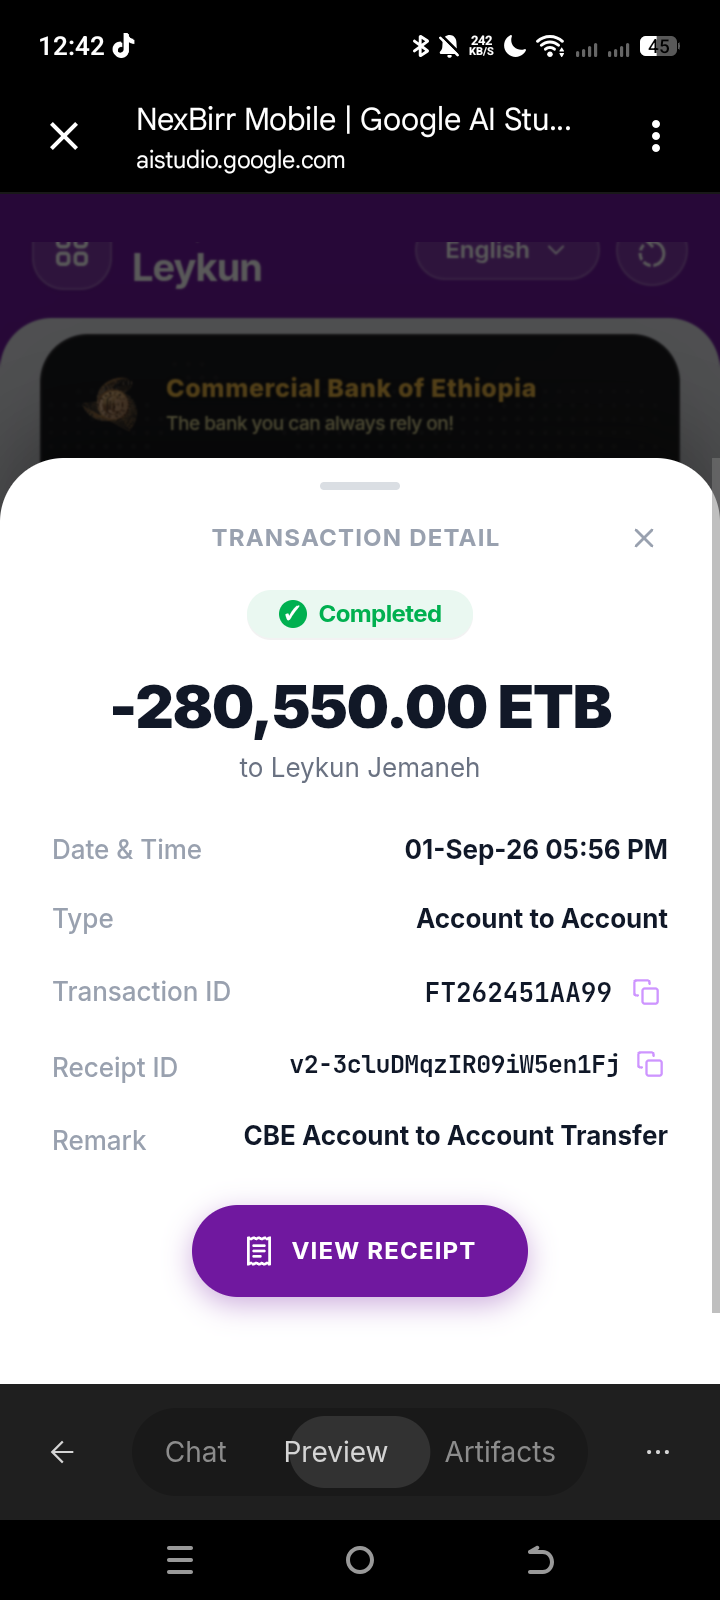 12:42
242
KB/S
45
NexBirr Mobile | Google AI Stu...
aistudio.google.com
Leykun
English
Commercial Bank of Ethiopia
The bank you can always rely on!
TRANSACTION DETAIL
Completed
-280,550.00 ETB
to Leykun Jemaneh
Date & Time 01-Sep-26 05:56 PM
Type Account to Account
Transaction ID FT262451AA99
Receipt ID v2-3cluDMqzIR09iW5en1Fj
Remark CBE Account to Account Transfer
VIEW RECEIPT
Chat Preview Artifacts